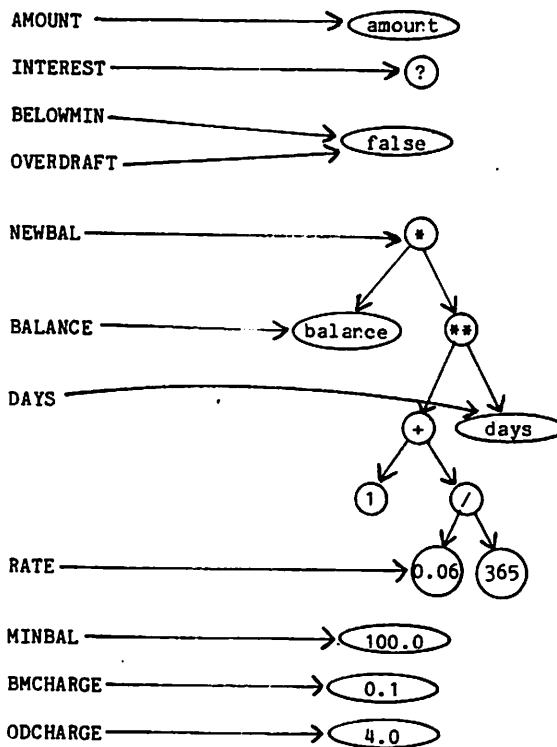 AMOUNT amount
INTEREST ?
BELOWMIN
false
OVERDRAFT
NEWBAL *
BALANCE balance **
DAYS
+ days
1 /
RATE 0.06 365
MINBAL 100.0
BMCHARGE 0.1
ODCHARGE 4.0